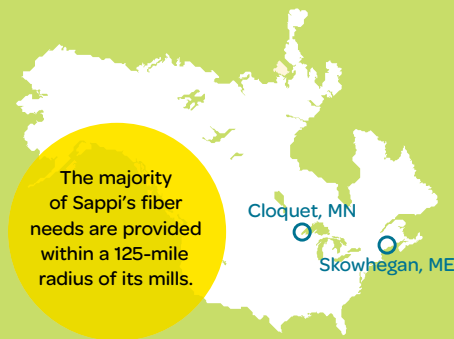 The majority
of Sappi's fiber
needs are provided
within a 125-mile
radius of its mills.
Cloquet, MN
Skowhegan, ME